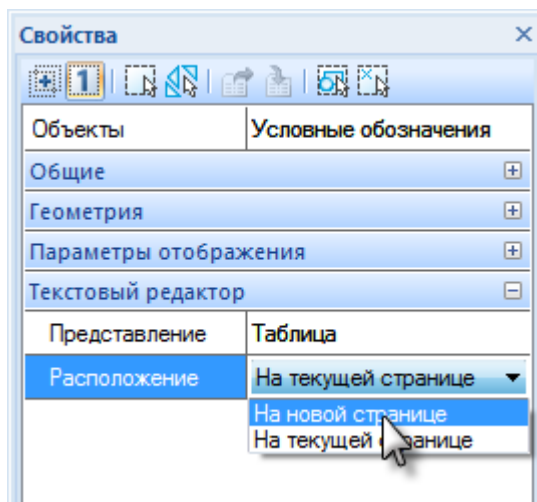 Свойства
1
Объекты Условные обозначения
Общие
Геометрия
Параметры отображения
Текстовый редактор
Представление Таблица
Расположение На текущей странице
На новой странице
На текущей странице